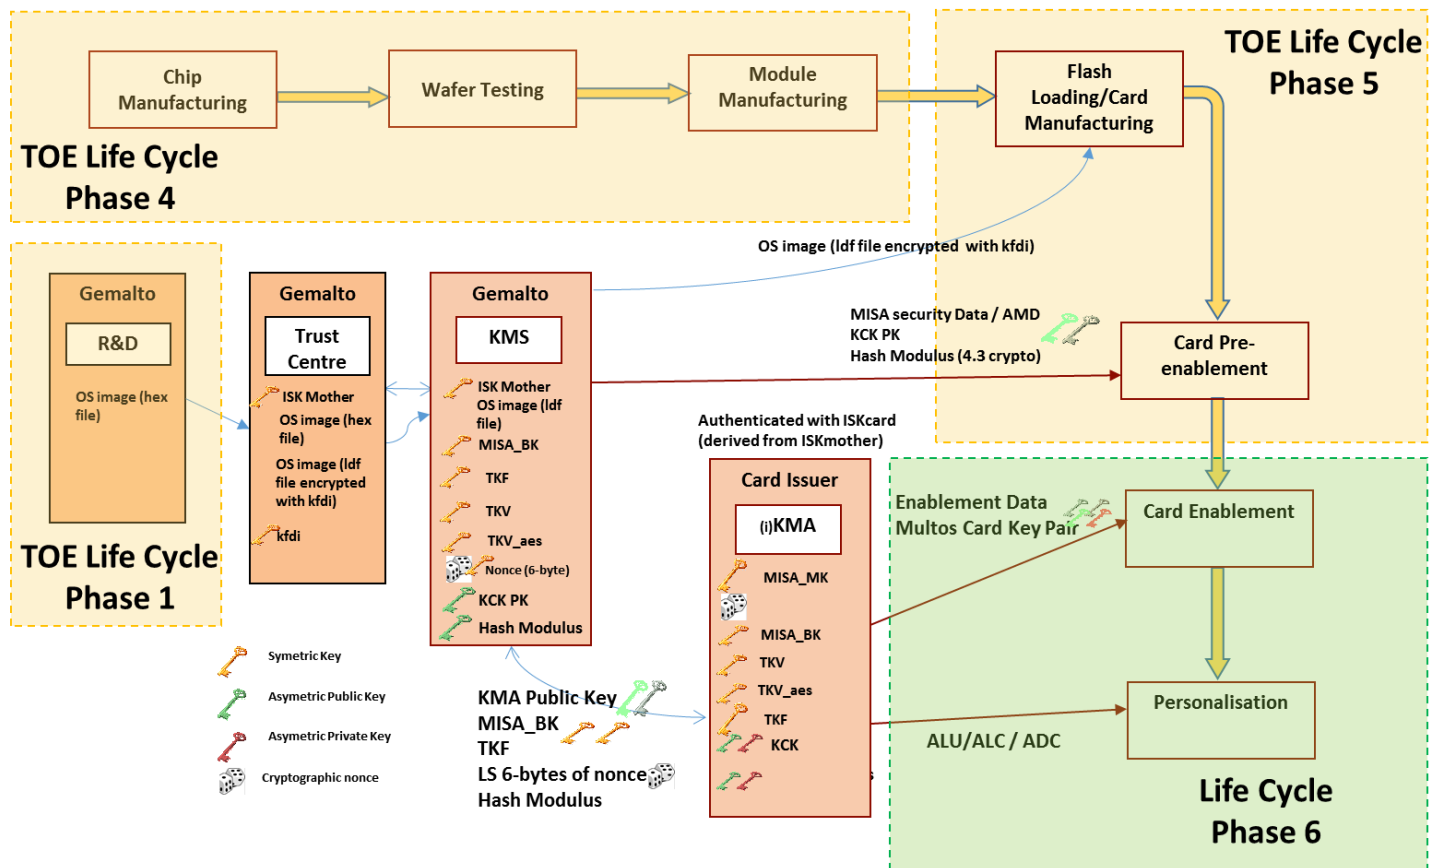 Chip
Manufacturing
Wafer Testing
Module
Manufacturing
TOE Life Cycle
Phase 4
Flash
Loading/Card
Manufacturing
TOE Life Cycle
Phase 5
OS image (ldf file encrypted with kfdi)
MISA security Data / AMD
KCK PK
Hash Modulus (4.3 crypto)
Card Pre-
enablement
Gemalto
R&D
OS image (hex
file)
TOE Life Cycle
Phase 1
Gemalto
Trust
Centre
ISK Mother
OS image (hex
file)
OS image (ldf
file encrypted
with kfdi)
kfdi
Gemalto
KMS
ISK Mother
OS image (ldf
file)
MISA_BK
TKF
TKV
TKV_aes
Nonce (6-byte)
KCK PK
Hash Modulus
Authenticated with ISKcard
(derived from ISKmother)
Card Issuer
(i)KMA
MISA_MK
MISA_BK
TKV
TKV_aes
TKF
KCK
s
Enablement Data
Multos Card Key Pair
Card Enablement
Personalisation
ALU/ALC / ADC
Life Cycle
Phase 6
Symetric Key
Asymetric Public Key
Asymetric Private Key
Cryptographic nonce
KMA Public Key
MISA_BK
TKF
LS 6-bytes of nonce
Hash Modulus